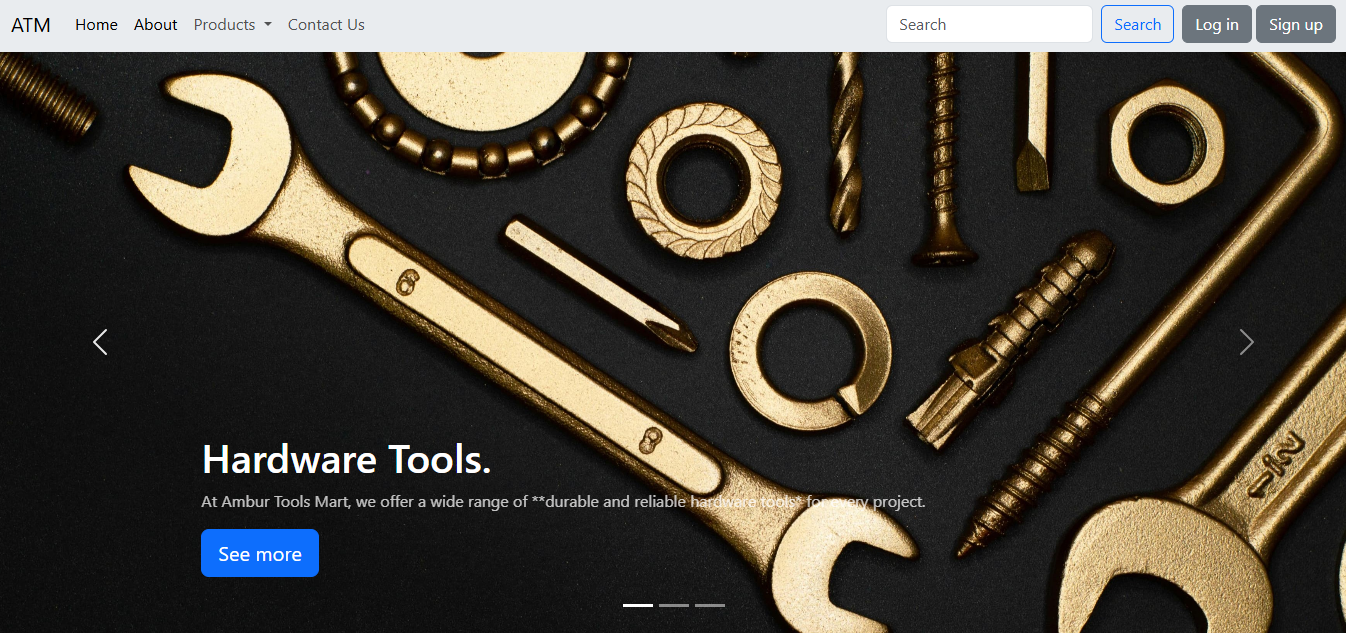 ATM Home About Products Contact Us Search Search Log in Sign up
6
8
12
Hardware Tools.
At Ambur Tools Mart, we offer a wide range of **durable and reliable hardware tools* for every project.
See more